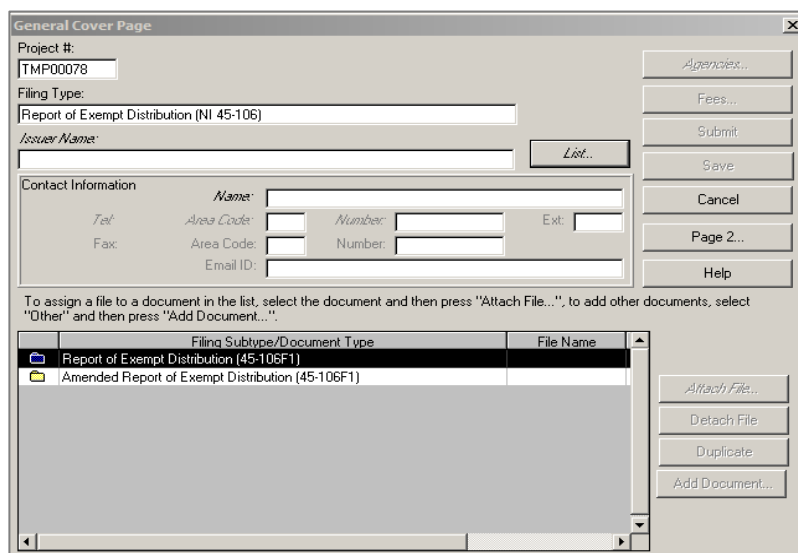 General Cover Page
Project #:
TMP00078
Agencies...
Filing Type:
Fees...
Report of Exempt Distribution (NI 45-106)
Submit
Issuer Name:
List...
Save
Contact Information
Name:
Cancel
Tel: Area Code: Number: Ext:
Page 2...
Fax: Area Code: Number:
Email ID:
Help
To assign a file to a document in the list, select the document and then press "Attach File...", to add other documents, select
"Other" and then press "Add Document...".
Filing Subtype/Document Type File Name
Report of Exempt Distribution (45-106F1)
Amended Report of Exempt Distribution (45-106F1)
Attach File...
Detach File
Duplicate
Add Document...